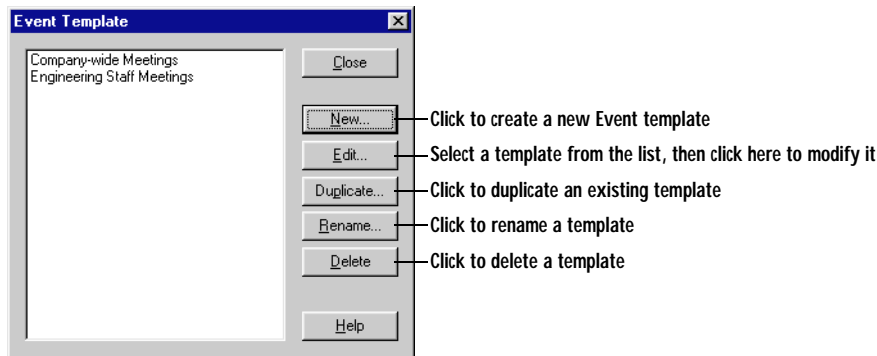 Event Template
Company-wide Meetings
Engineering Staff Meetings
Close
New...
Click to create a new Event template
Edit...
Select a template from the list, then click here to modify it
Duplicate...
Click to duplicate an existing template
Rename...
Click to rename a template
Delete
Click to delete a template
Help